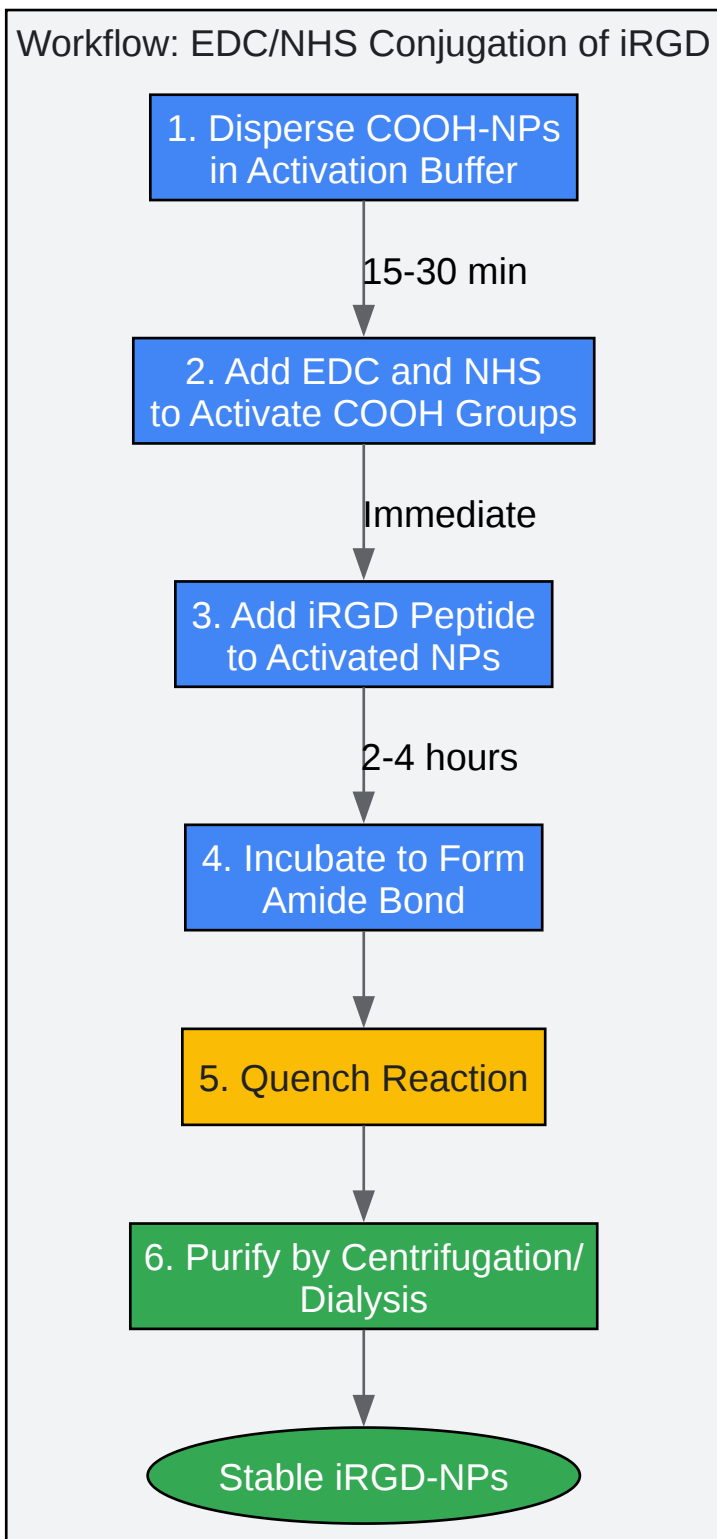 Workflow: EDC/NHS Conjugation of iRGD
1. Disperse COOH-NPs
in Activation Buffer
15-30 min
2. Add EDC and NHS
to Activate COOH Groups
Immediate
3. Add iRGD Peptide
to Activated NPs
2-4 hours
4. Incubate to Form
Amide Bond
5. Quench Reaction
6. Purify by Centrifugation/
Dialysis
Stable iRGD-NPs